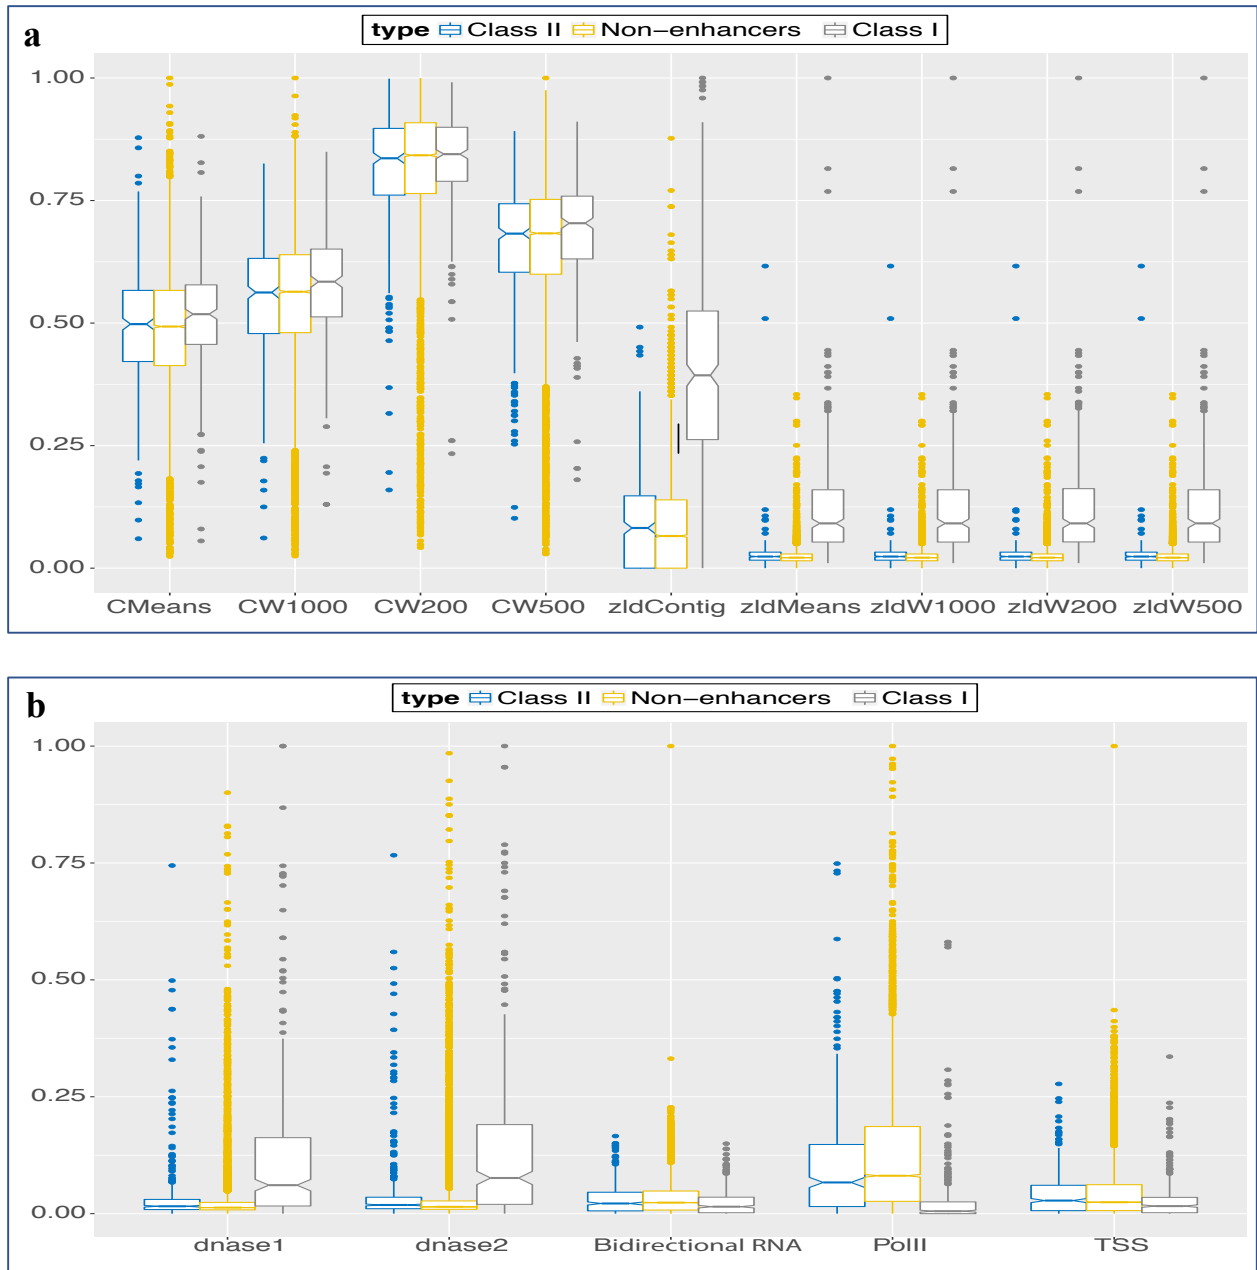 a
type Class II Non-enhancers Class I
1.00
0.75
0.50
0.25
0.00
CMeans CW1000 CW200 CW500 zldContig zldMeans zldW1000 zldW200 zldW500
b
type Class II Non-enhancers Class I
1.00
0.75
0.50
0.25
0.00
dnase1 dnase2 Bidirectional RNA PolII TSS